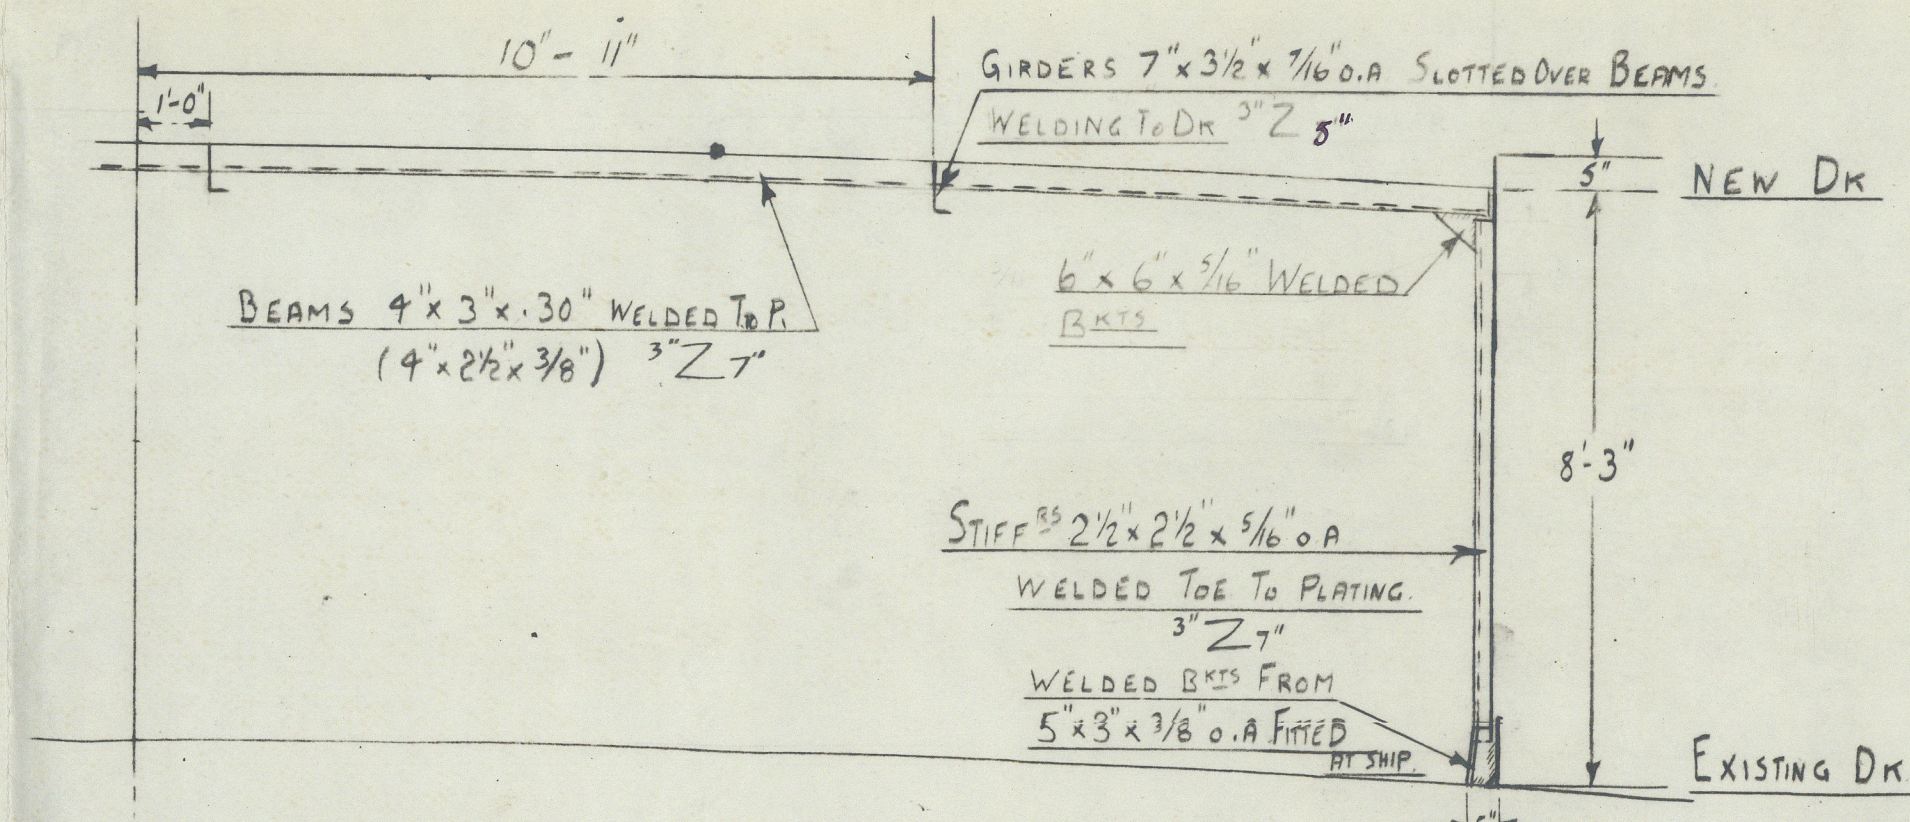 10"- 11"
1'-0"
GIRDERS 7" x 3½ x 7/16" O.A SLOTTED OVER BEAMS.
WELDING TO DK 3" Z 5"
5"
NEW DK
6" x 6" x 5/16" WELDED
BKTS
BEAMS 4" x 3" x .30" WELDED T. TO P.
(4" x 2½" x 3/8") 3" Z 7"
8'-3"
STIFFRS 2½" x 2½" x 5/16" O A
WELDED TOE TO PLATING.
3" Z 7"
WELDED BKTS FROM
5" x 3" x 3/8" O.A FITTED
AT SHIP.
EXISTING DK